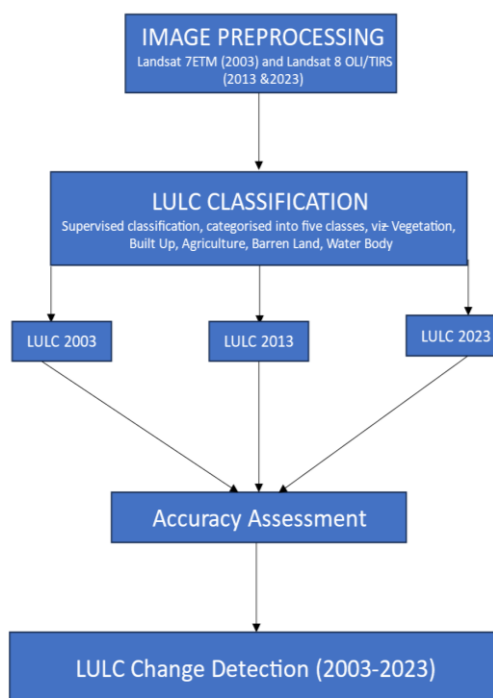 IMAGE PREPROCESSING
Landsat 7ETM (2003) and Landsat 8 OLI/TIRS
(2013 &2023)
LULC CLASSIFICATION
Supervised classification, categorised into five classes, viz- Vegetation,
Built Up, Agriculture, Barren Land, Water Body
LULC 2003
LULC 2013
LULC 2023
Accuracy Assessment
LULC Change Detection (2003-2023)